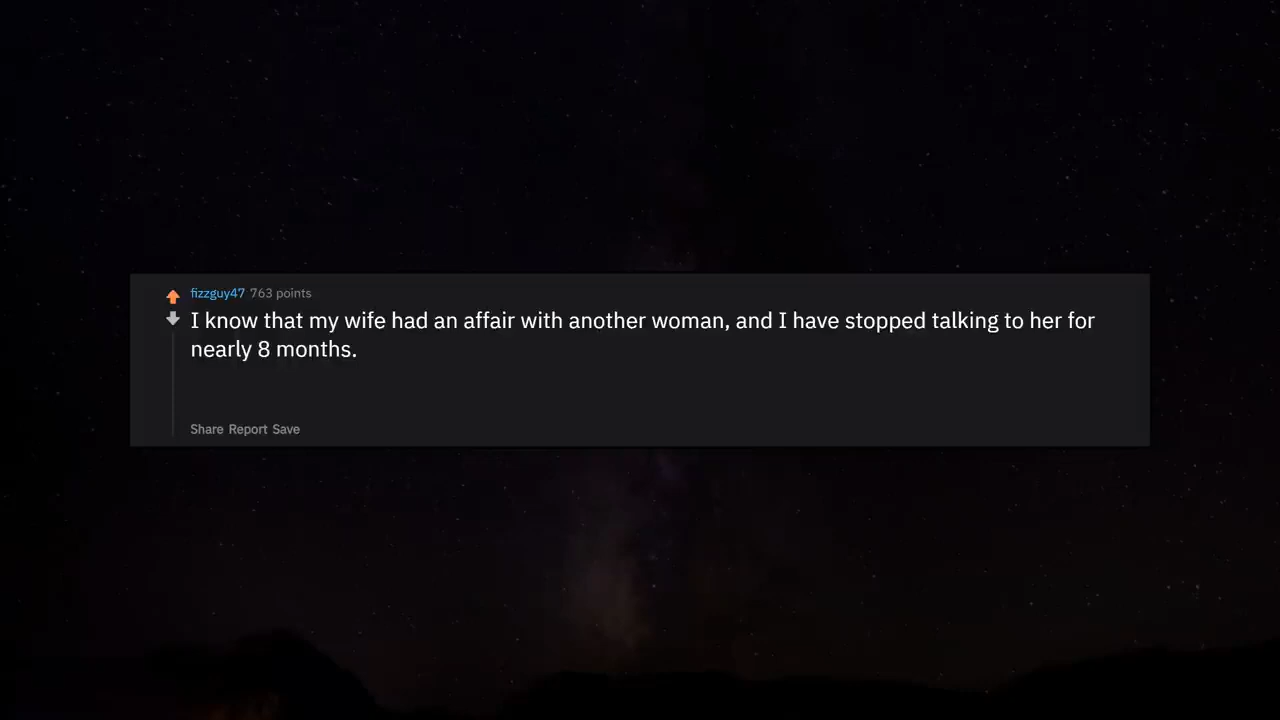 fizzguy47 763 points
I know that my wife had an affair with another woman, and I have stopped talking to her for
nearly 8 months.
Share Report Save